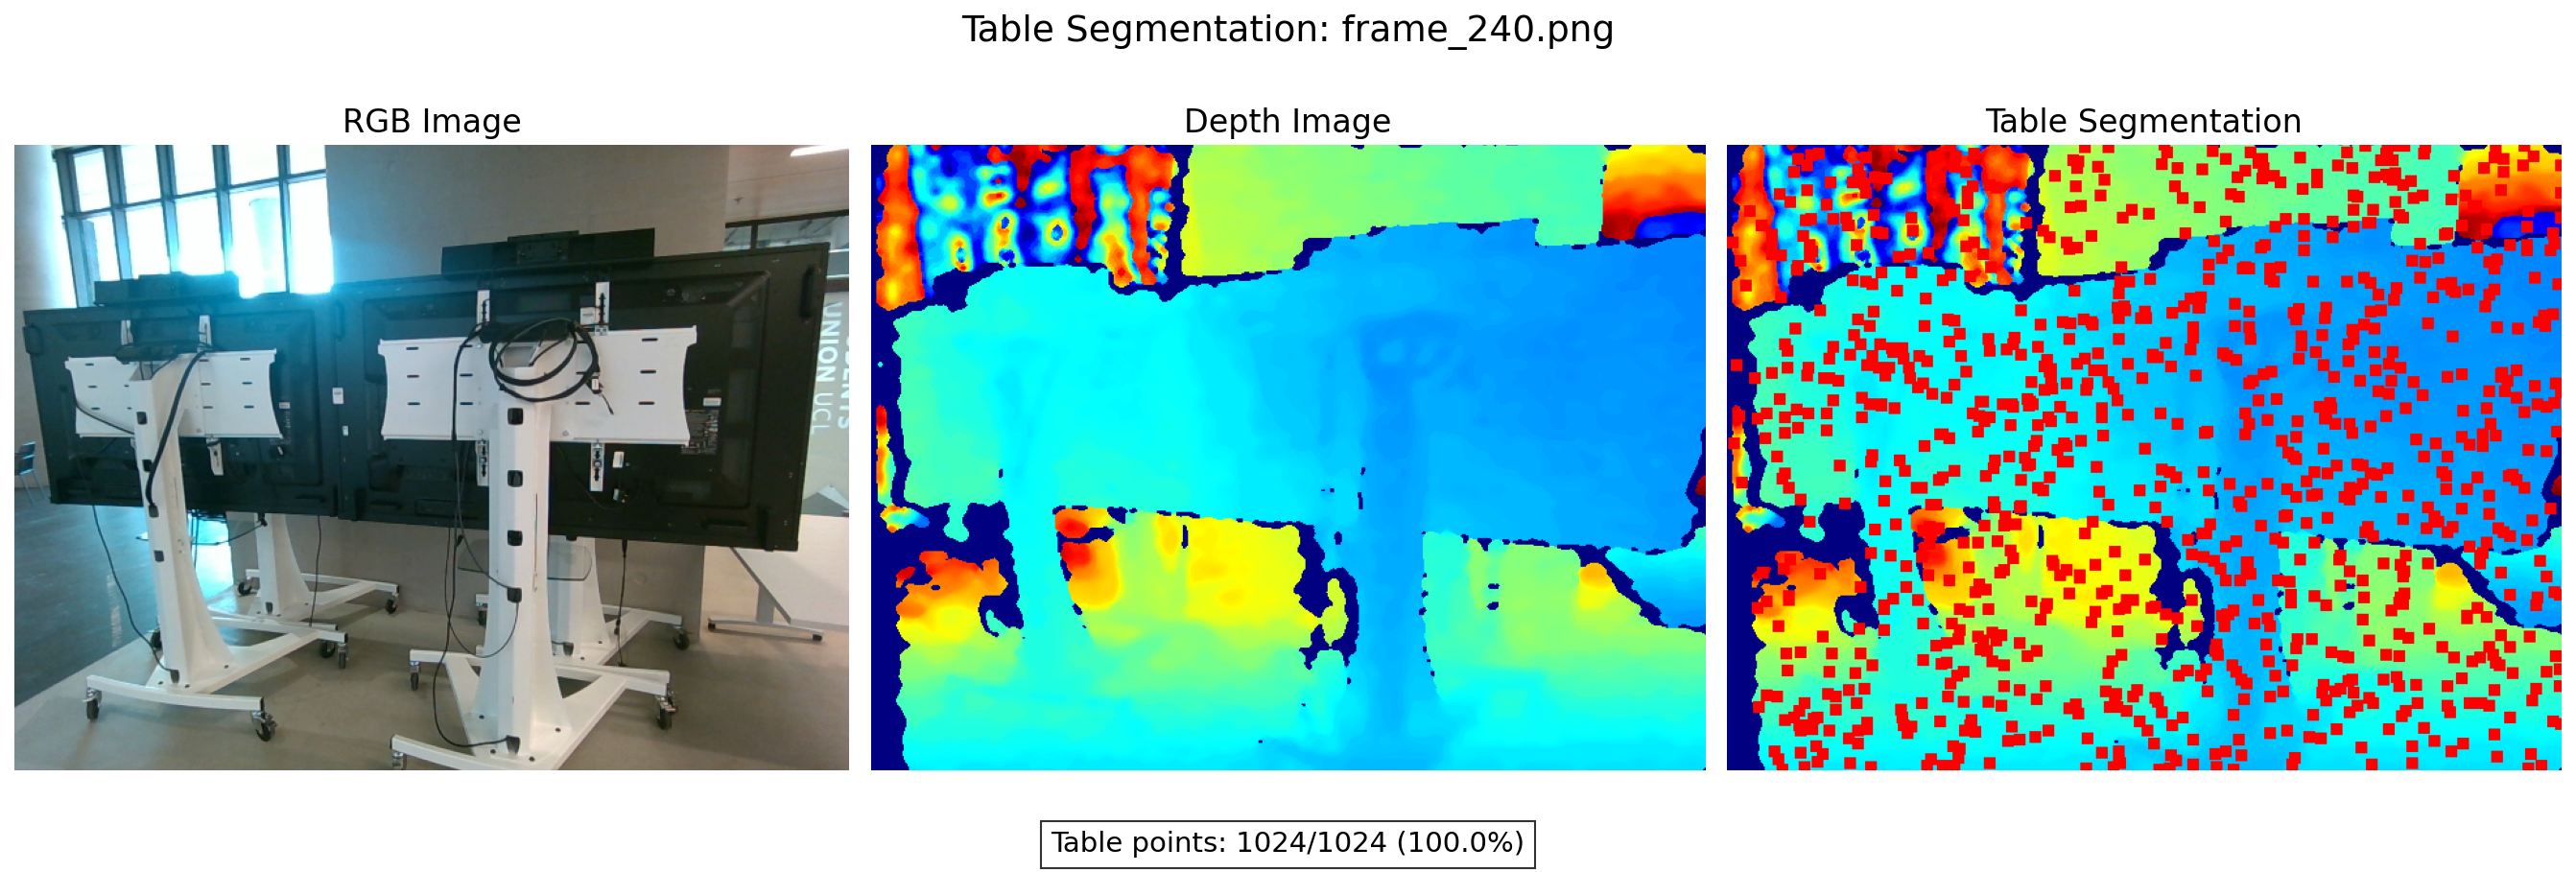 Table Segmentation: frame_240.png
RGB Image
Depth Image
Table Segmentation
UNION UCL
Table points: 1024/1024 (100.0%)